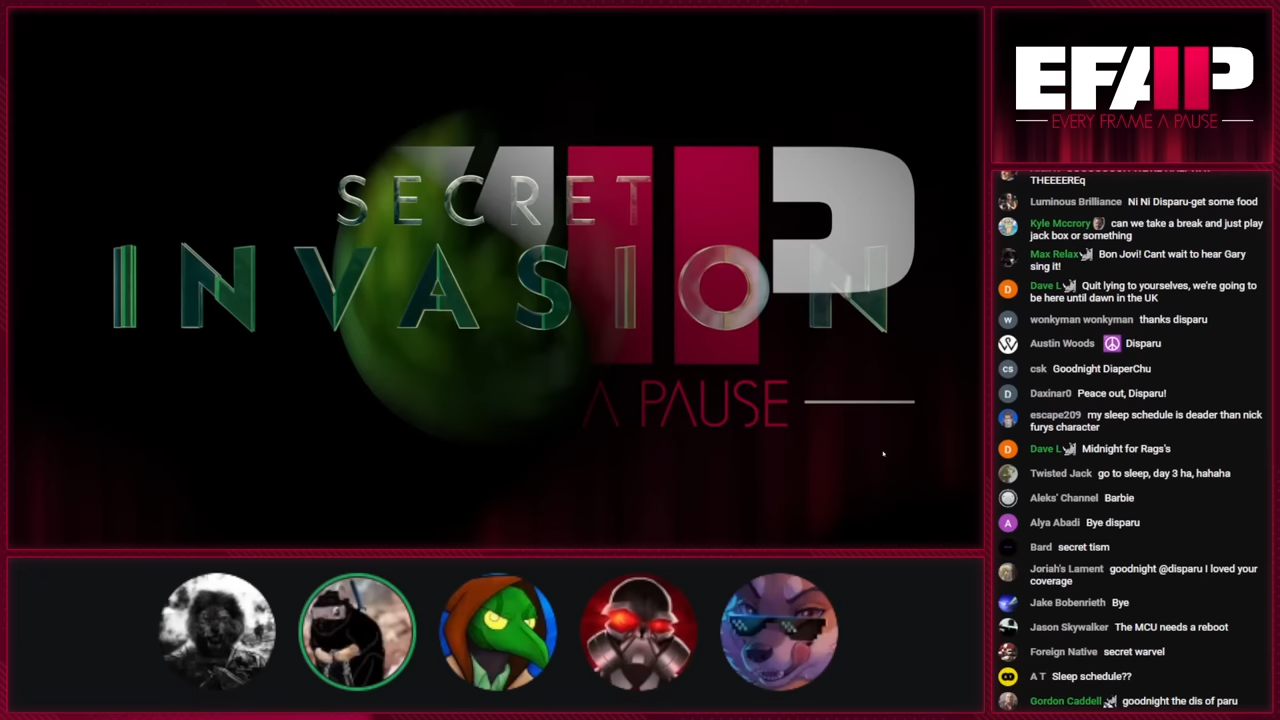 SECRET
INVASION
P
A PAUSE
EFAP
EVERY FRAME A PAUSE
THEEEEREq
Luminous Brilliance Ni Ni Disparu-get some food
Kyle Mccrory can we take a break and just play
jack box or something
Max Relax Bon Jovi! Cant wait to hear Gary
sing it!
D
Dave L Quit lying to yourselves, we're going to
be here until dawn in the UK
w
wonkyman wonkyman thanks disparu
Austin Woods ☮ Disparu
cs
csk Goodnight DiaperChu
D
Daxinar0 Peace out, Disparu!
escape209 my sleep schedule is deader than nick
furys character
D
Dave L Midnight for Rags's
Twisted Jack go to sleep, day 3 ha, hahaha
Aleks' Channel Barbie
A
Alya Abadi Bye disparu
Bard secret tism
Joriah's Lament goodnight @disparu I loved your
coverage
Jake Bobenrieth Bye
Jason Skywalker The MCU needs a reboot
Foreign Native secret warvel
A T Sleep schedule??
Gordon Caddell goodnight the dis of paru